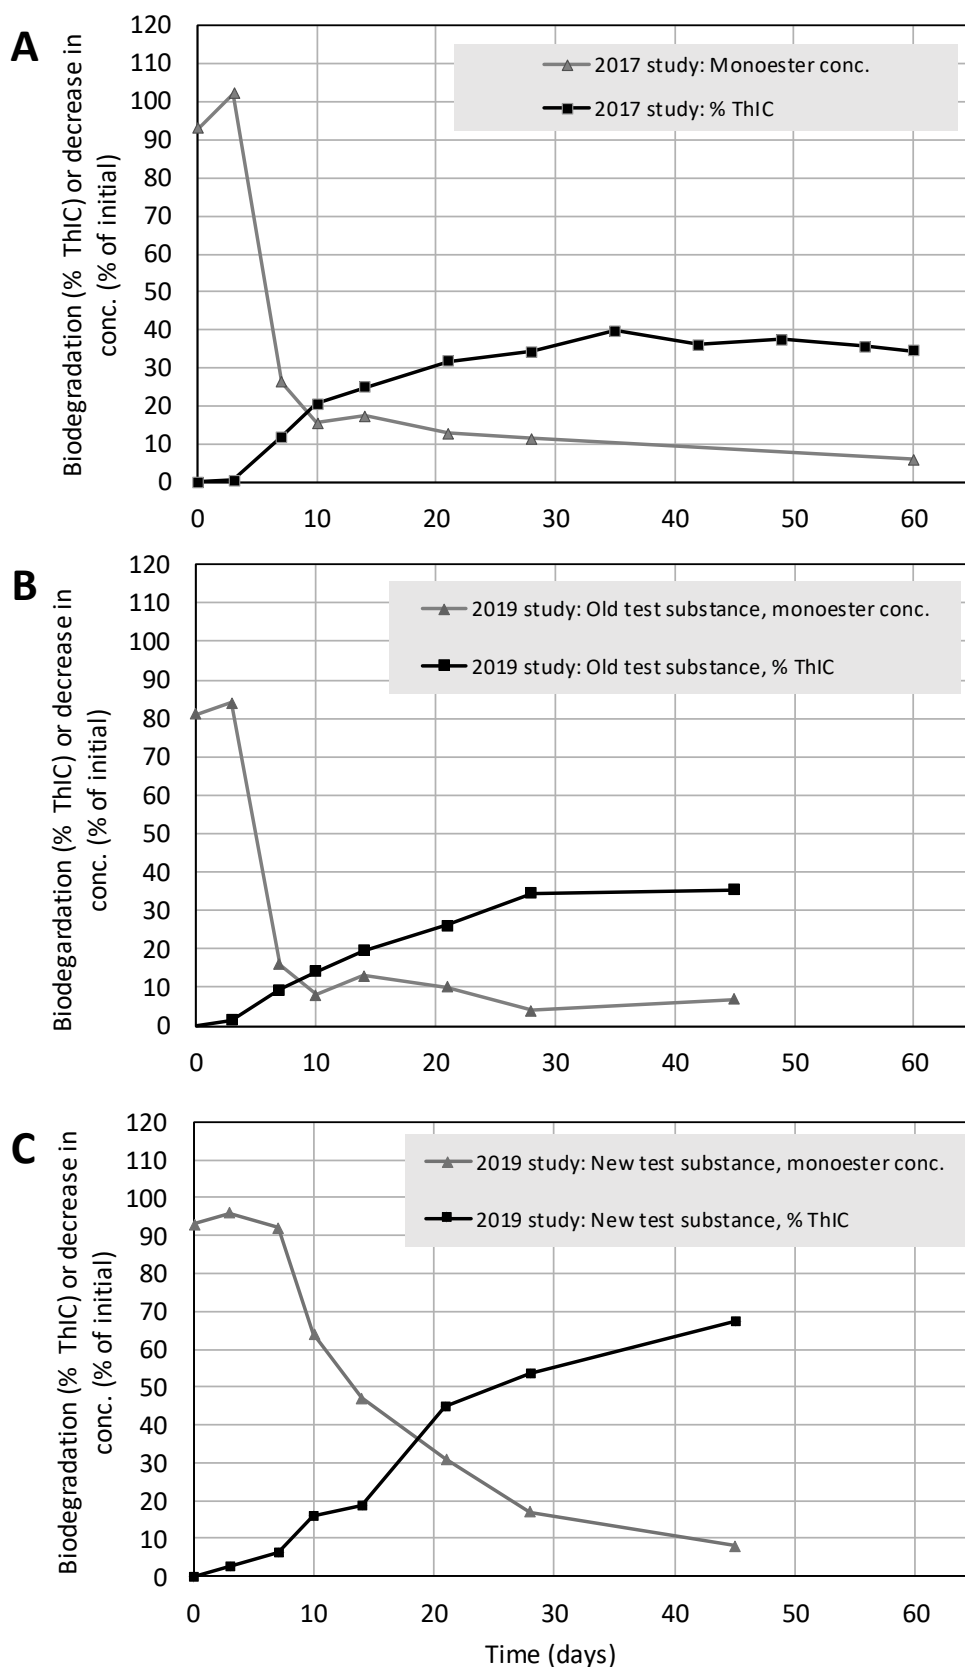 A
Biodegradation (% ThIC) or decrease in
conc. (% of initial)
120
110
100
90
80
70
60
50
40
30
20
10
0
2017 study: Monoester conc.
2017 study: % ThIC
0 10 20 30 40 50 60
B
Biodegardation (% ThIC) or decrease in
conc. (% of initial)
120
110
100
90
80
70
60
50
40
30
20
10
0
2019 study: Old test substance, monoester conc.
2019 study: Old test substance, % ThIC
0 10 20 30 40 50 60
C
Biodegradation (% ThIC) or decrease in
conc. (% of initial)
120
110
100
90
80
70
60
50
40
30
20
10
0
2019 study: New test substance, monoester conc.
2019 study: New test substance, % ThIC
0 10 20 30 40 50 60
Time (days)